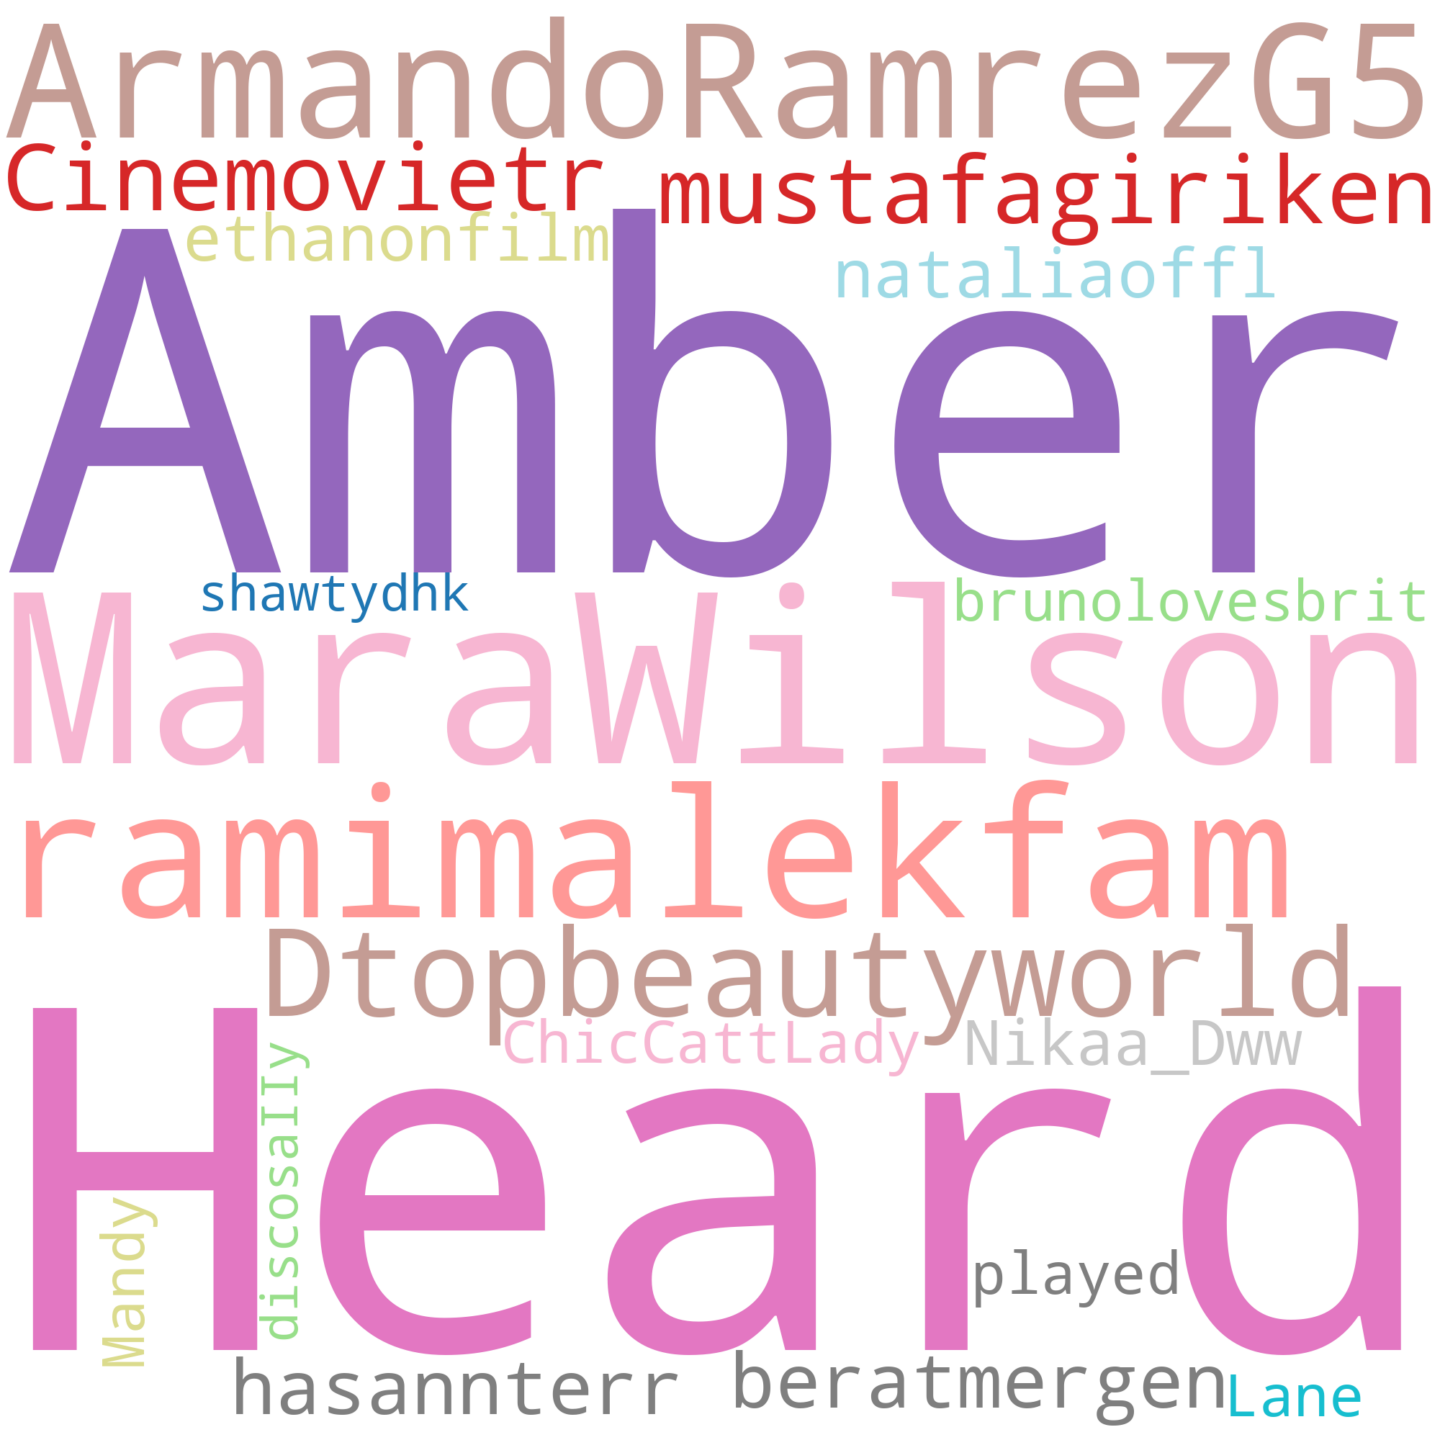 ArmandoRamrezG5
Cinemovietr mustafagiriken
ethanonfilm nataliaoffl
Amber
shawtydhk brunolovesbrit
MaraWilson
ramimalekfam
Dtopbeautyworld
ChicCattLady Nikaa_Dww
Heard
discosaIIy
Mandy
played
hasannterr beratmergen Lane